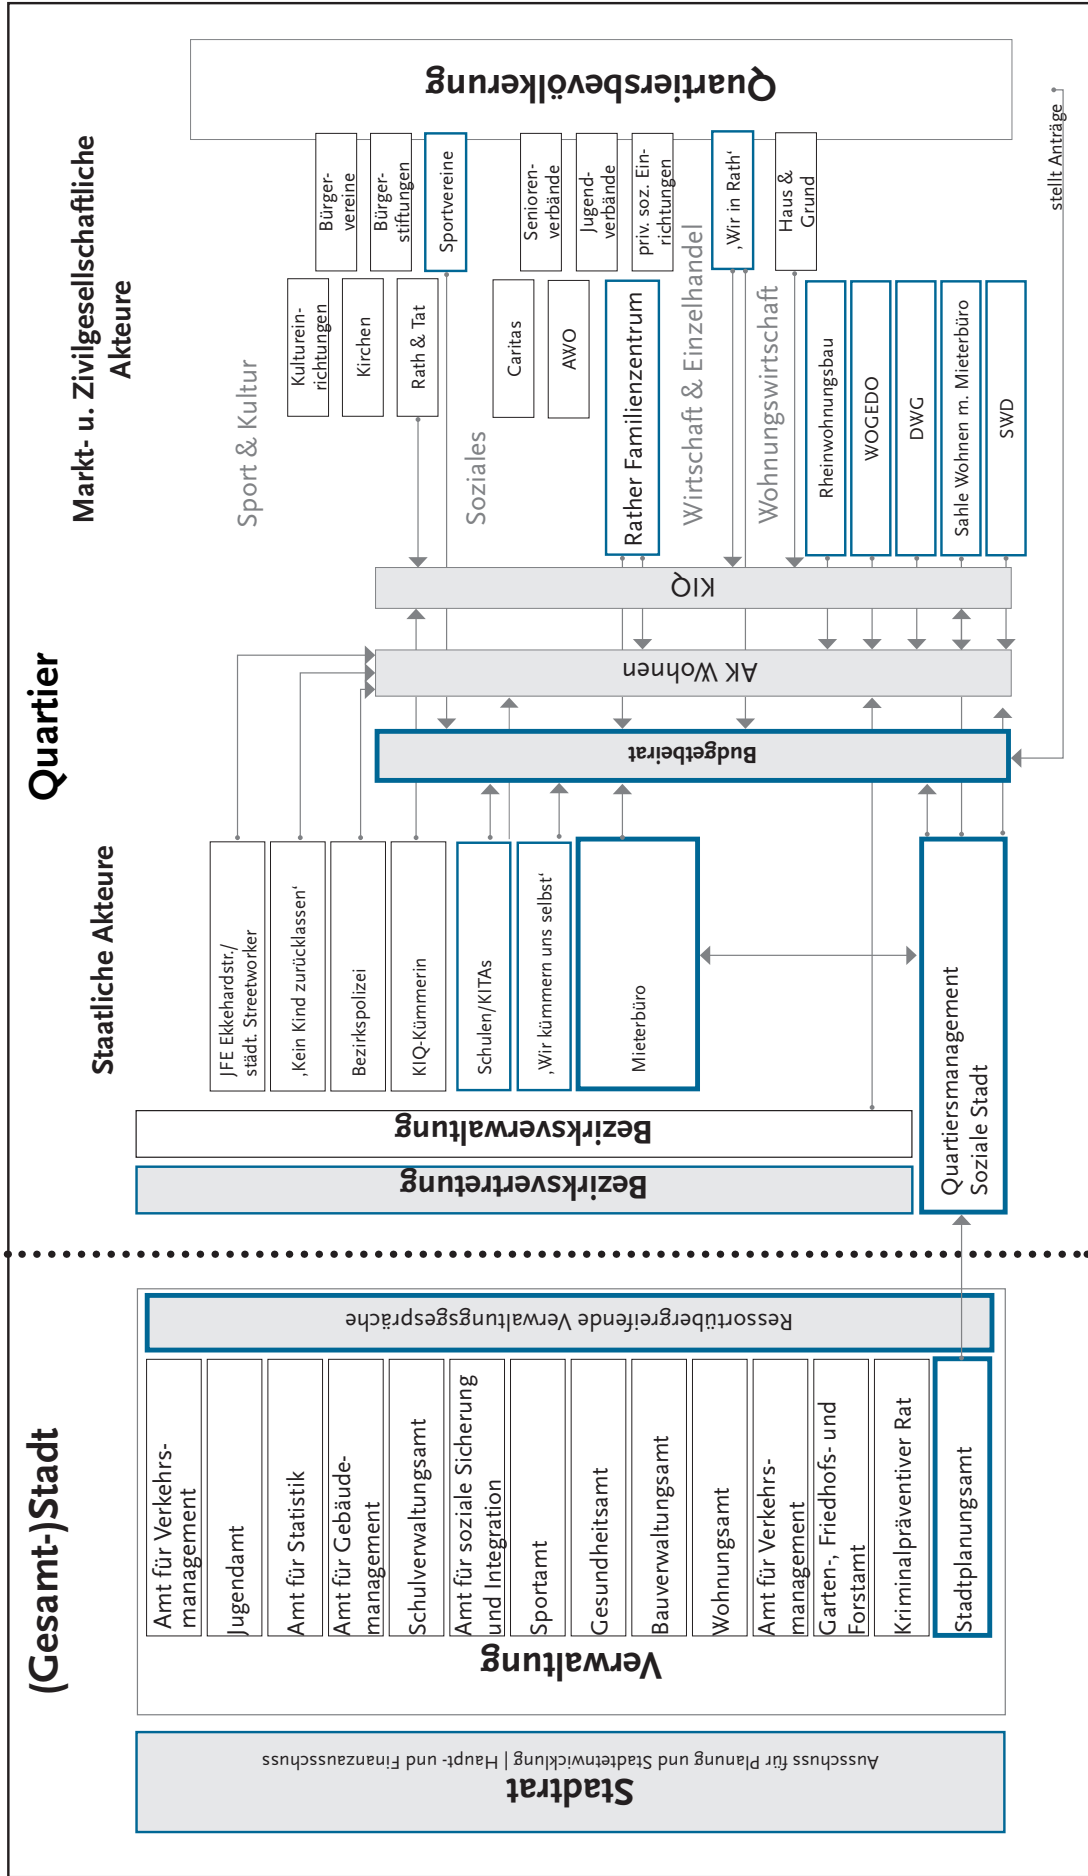 (Gesamt-)Stadt
Stadtrat
Ausschuss für Planung und Stadtetnwicklung | Haupt- und Finanzausschuss
Verwaltung
Amt für Verkehrs-
management
Jugendamt
Amt für Statistik
Amt für Gebäude-
management
Schulverwaltungsamt
Amt für soziale Sicherung
und Integration
Sportamt
Gesundheitsamt
Bauverwaltungsamt
Wohnungsamt
Amt für Verkehrs-
management
Garten-, Friedhofs- und
Forstamt
Kriminalpräventiver Rat
Stadtplanungsamt
Ressortübergreifende Verwaltungsgespräche
Quartier
Staatliche Akteure
Bezirksvertretung
Bezirksverwaltung
JFE Ekkehardstr./
städt. Streetworker
‚Kein Kind zurücklassen‘
Bezirkspolizei
KIQ-Kümmerin
Schulen/KITAs
‚Wir kümmern uns selbst‘
Mieterbüro
Quartiersmanagement
Soziale Stadt
Budgetbeirat
AK Wohnen
KIQ
Markt- u. Zivilgesellschaftliche
Akteure
Sport & Kultur
Kulturein-
richtungen
Kirchen
Rath & Tat
Bürger-
vereine
Bürger-
stiftungen
Sportvereine
Soziales
Caritas
AWO
Rather Familienzentrum
Senioren-
verbände
Jugend-
verbände
priv. soz. Ein-
richtungen
Wirtschaft & Einzelhandel
‚Wir in Rath‘
Wohnungswirtschaft
Haus &
Grund
Rheinwohnungsbau
WOGEDO
DWG
Sahle Wohnen m. Mieterbüro
SWD
Quartiersbevölkerung
stellt Anträge